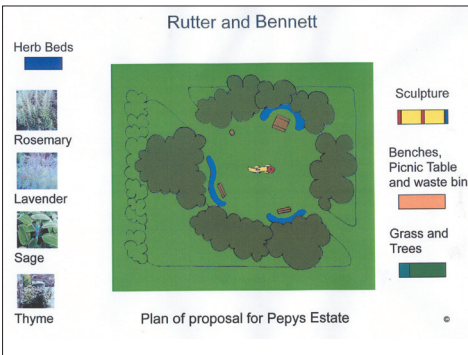 Rutter and Bennett
Herb Beds
Rosemary
Lavender
Sage
Thyme
Sculpture
Benches,
Picnic Table
and waste bin
Grass and
Trees
Plan of proposal for Pepys Estate
©